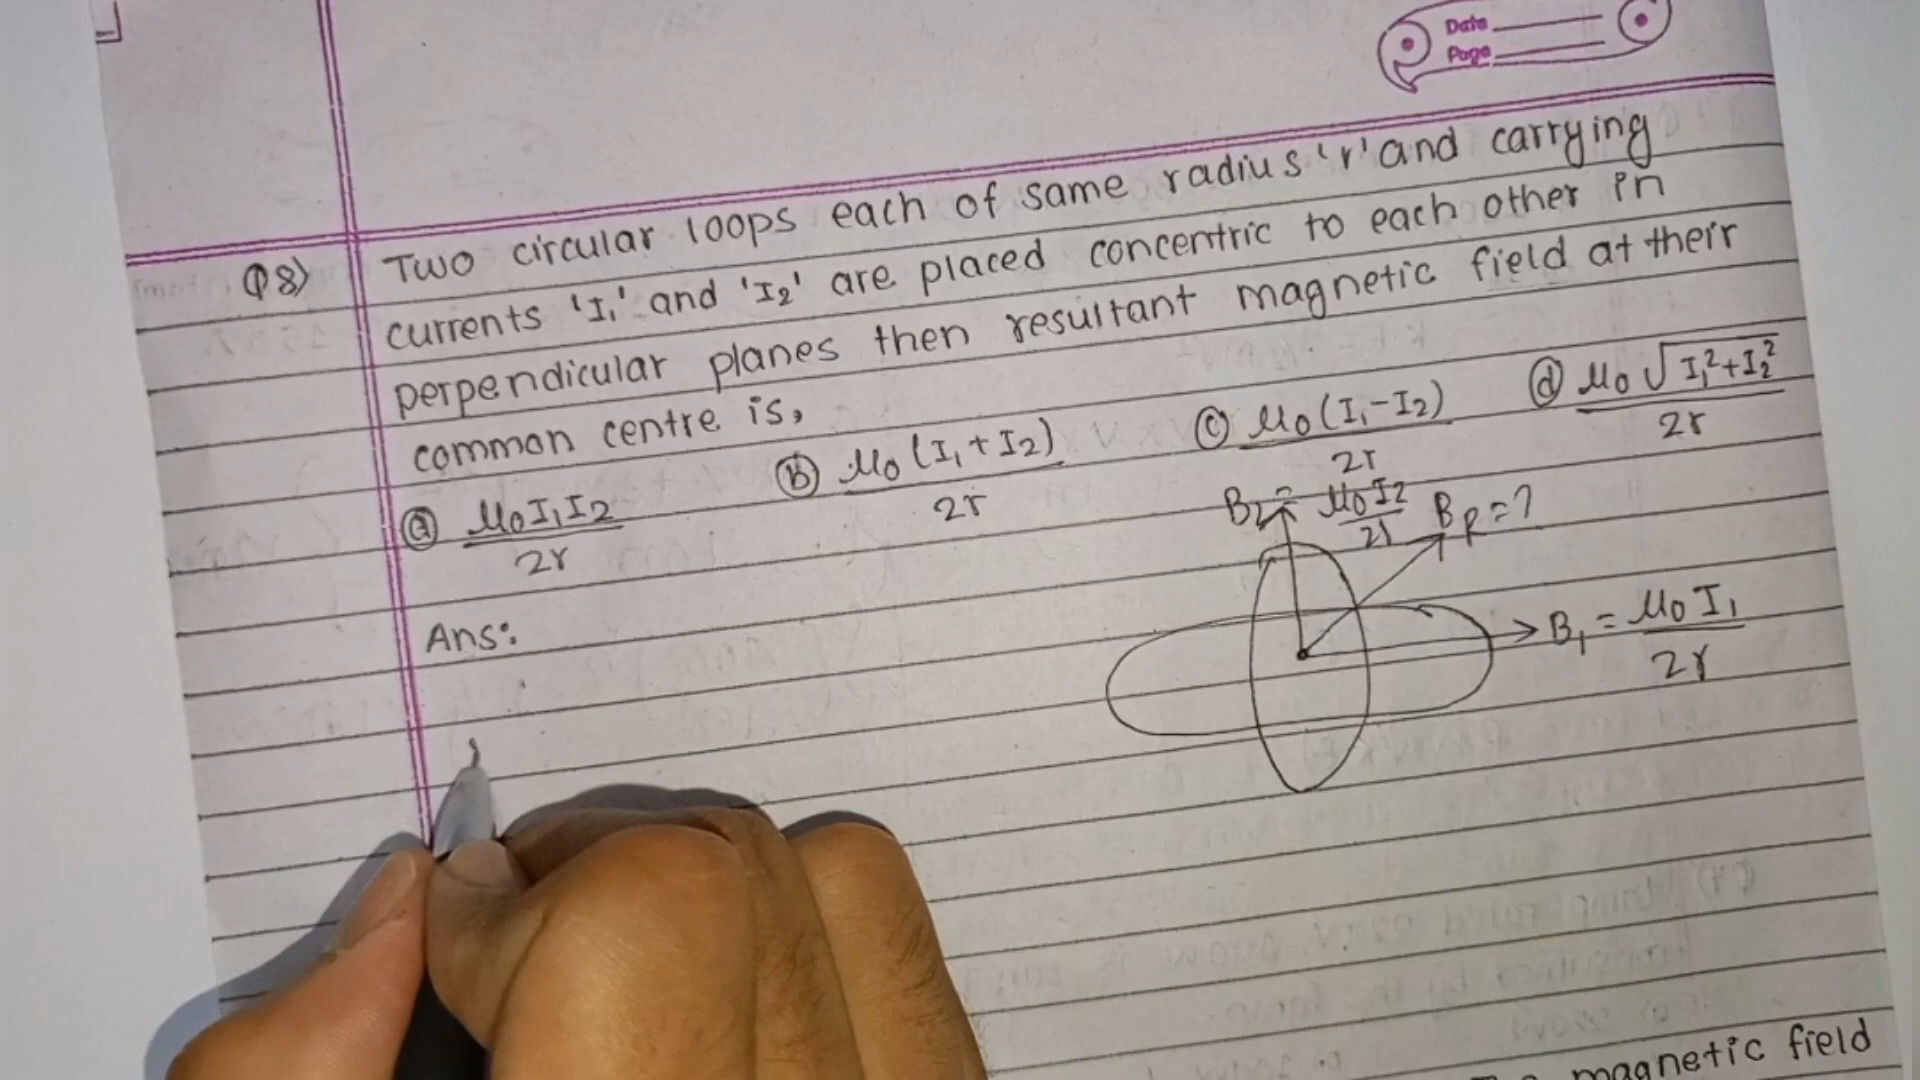 Date
Page
Q8) Two circular loops each of same radius 'r' and carrying
currents 'I₁' and 'I₂' are placed concentric to each other in
perpendicular planes then resultant magnetic field at their
common centre is,
ⓐ μ₀I₁I₂/2r ⓑ μ₀(I₁+I₂)/2r ⓒ μ₀(I₁-I₂)/2r ⓓ μ₀√(I₁²+I₂²)/2r
B₂ = μ₀I₂/2r B_R = ?
Ans:
B₁ = μ₀I₁/2r
magnetic field